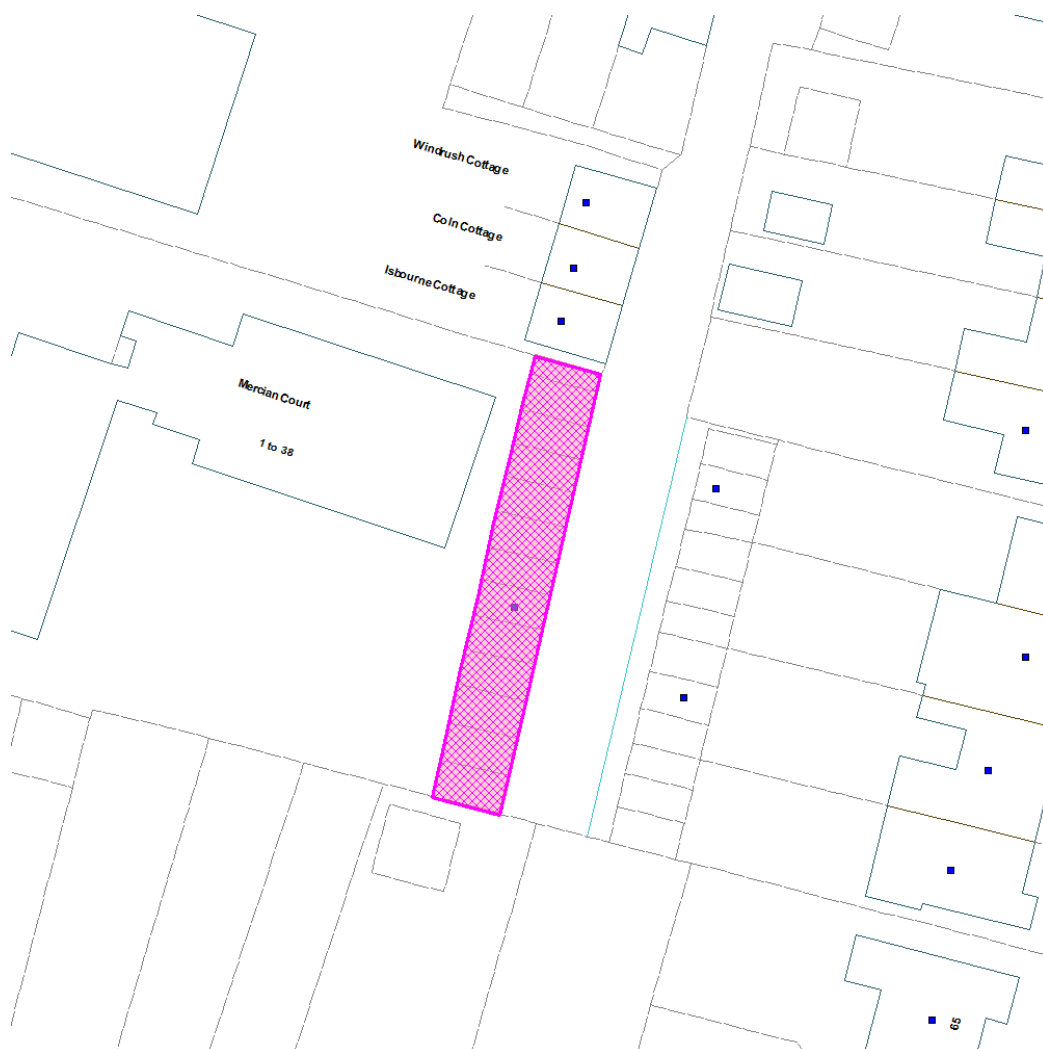 Windrush Cottage
Coln Cottage
Isbourne Cottage
Mercian Court
1 to 38
65